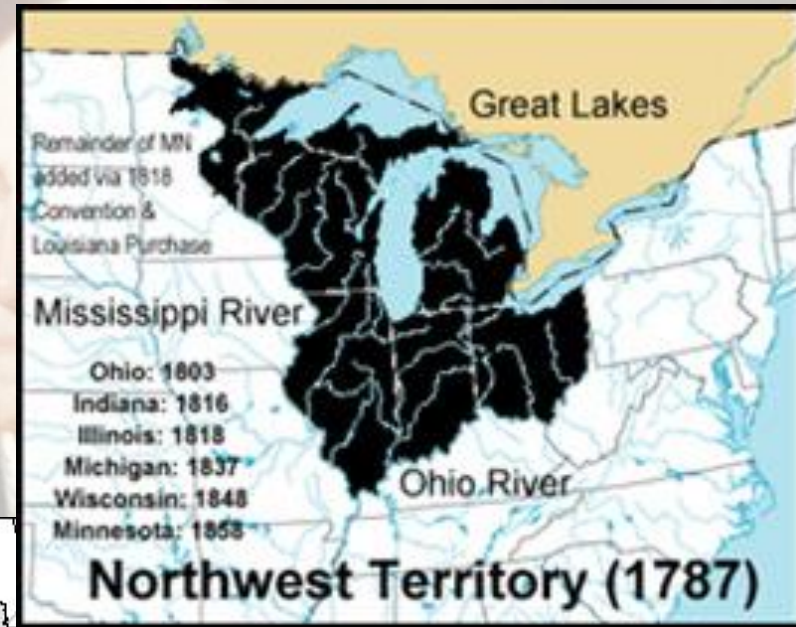 Great Lakes
Remainder of MN
added via 1818
Convention &
Louisiana Purchase
Mississippi River
Ohio: 1803
Indiana: 1816
Illinois: 1818
Michigan: 1837
Wisconsin: 1848
Minnesota: 1858
Ohio River
Northwest Territory (1787)